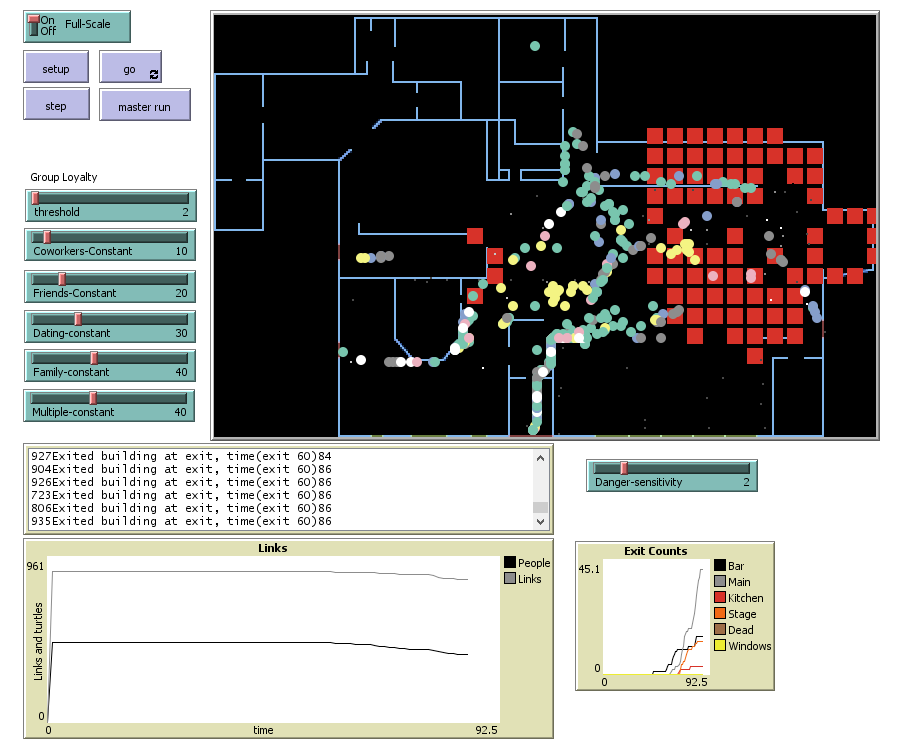 On
Off
Full-Scale
setup
go
step
master run
Group Loyalty
threshold 2
Coworkers-Constant 10
Friends-Constant 20
Dating-constant 30
Family-constant 40
Multiple-constant 40
927Exited building at exit, time(exit 60)84
904Exited building at exit, time(exit 60)86
926Exited building at exit, time(exit 60)86
723Exited building at exit, time(exit 60)86
806Exited building at exit, time(exit 60)86
935Exited building at exit, time(exit 60)86
Danger-sensitivity 2
Links
961
Links and turtles
0
0
time
92.5
People
Links
Exit Counts
45.1
0
0
92.5
Bar
Main
Kitchen
Stage
Dead
Windows